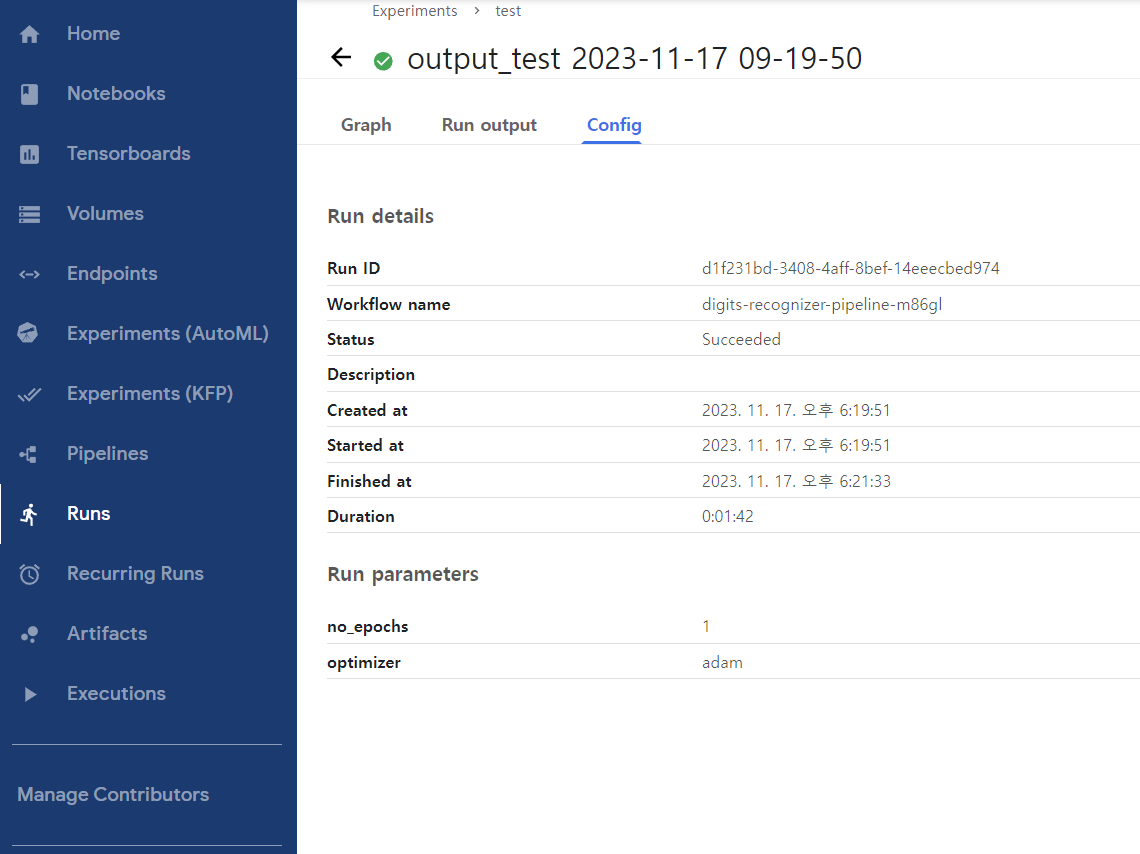 Home
Notebooks
Tensorboards
Volumes
Endpoints
Experiments (AutoML)
Experiments (KFP)
Pipelines
Runs
Recurring Runs
Artifacts
Executions
Manage Contributors
Experiments > test
output_test 2023-11-17 09-19-50
Graph Run output Config
Run details
Run ID d1f231bd-3408-4aff-8bef-14eeecbed974
Workflow name digits-recognizer-pipeline-m86gl
Status Succeeded
Description
Created at 2023. 11. 17. 오후 6:19:51
Started at 2023. 11. 17. 오후 6:19:51
Finished at 2023. 11. 17. 오후 6:21:33
Duration 0:01:42
Run parameters
no_epochs 1
optimizer adam